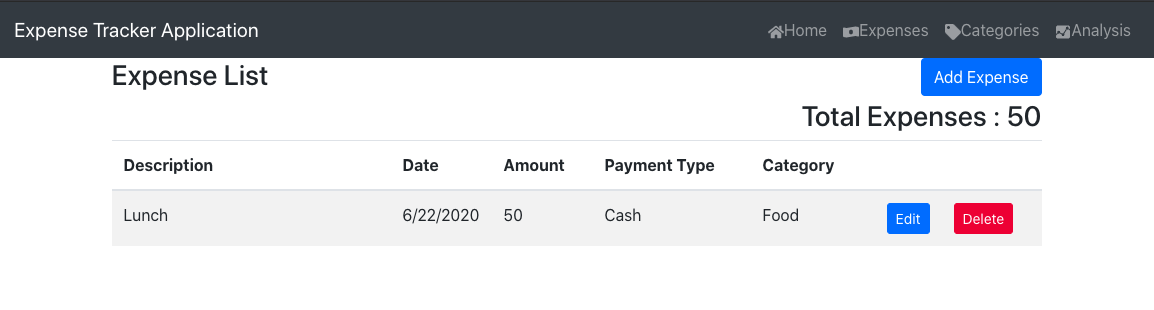 Expense Tracker Application Home Expenses Categories Analysis
Expense List Add Expense
Total Expenses : 50
Description Date Amount Payment Type Category
Lunch 6/22/2020 50 Cash Food Edit Delete